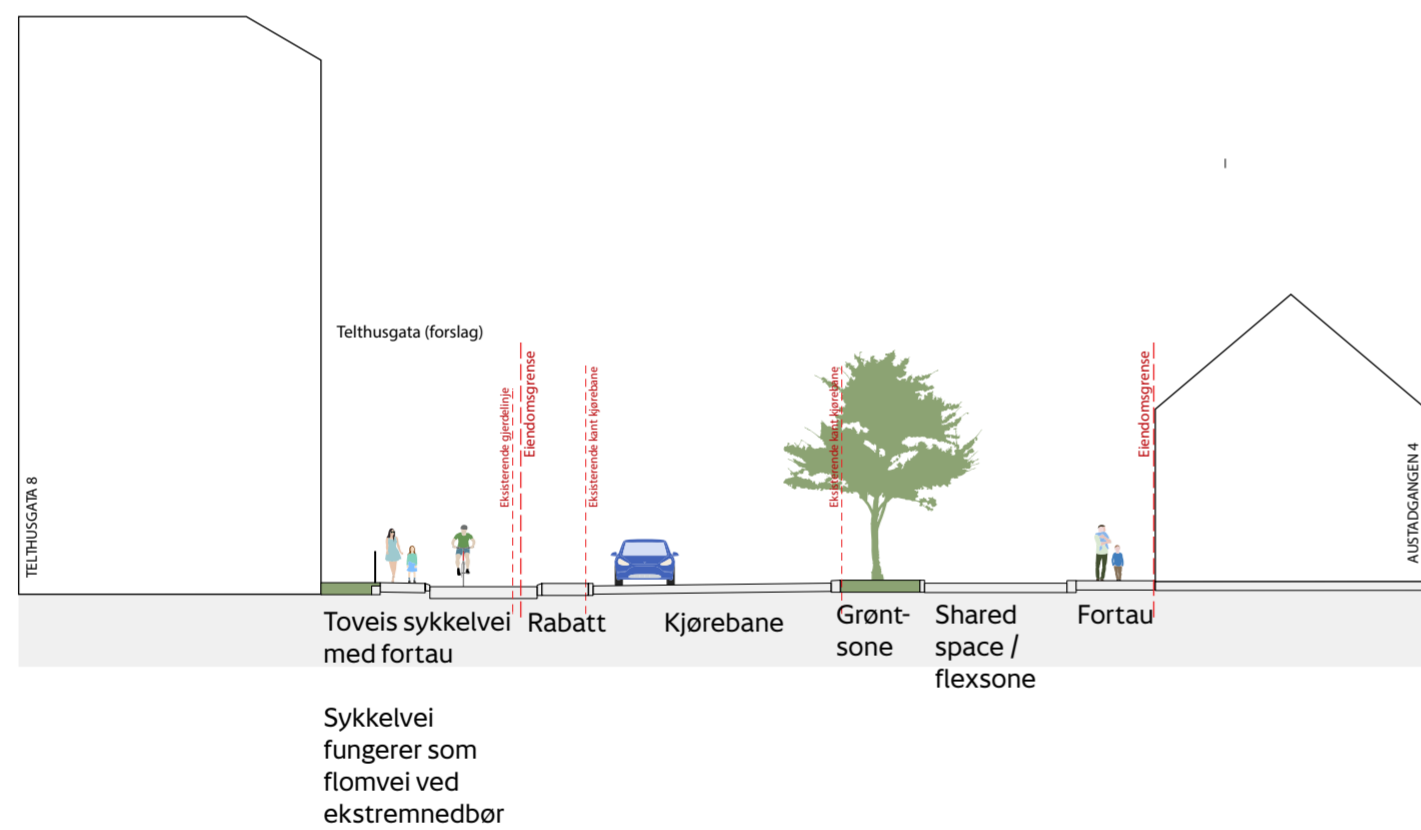 Telthusgata (forslag)
TELTHUSGATA 8
Eksisterende gjerdelinje
Eiendomsgrense
Eksisterende kant kjørebane
Eksisterende kant kjørebane
Eiendomsgrense
AUSTADGANGEN 4
Toveis sykkelvei
med fortau
Rabatt
Kjørebane
Grønt-
sone
Shared
space /
flexsone
Fortau
Sykkelvei
fungerer som
flomvei ved
ekstremnedbør